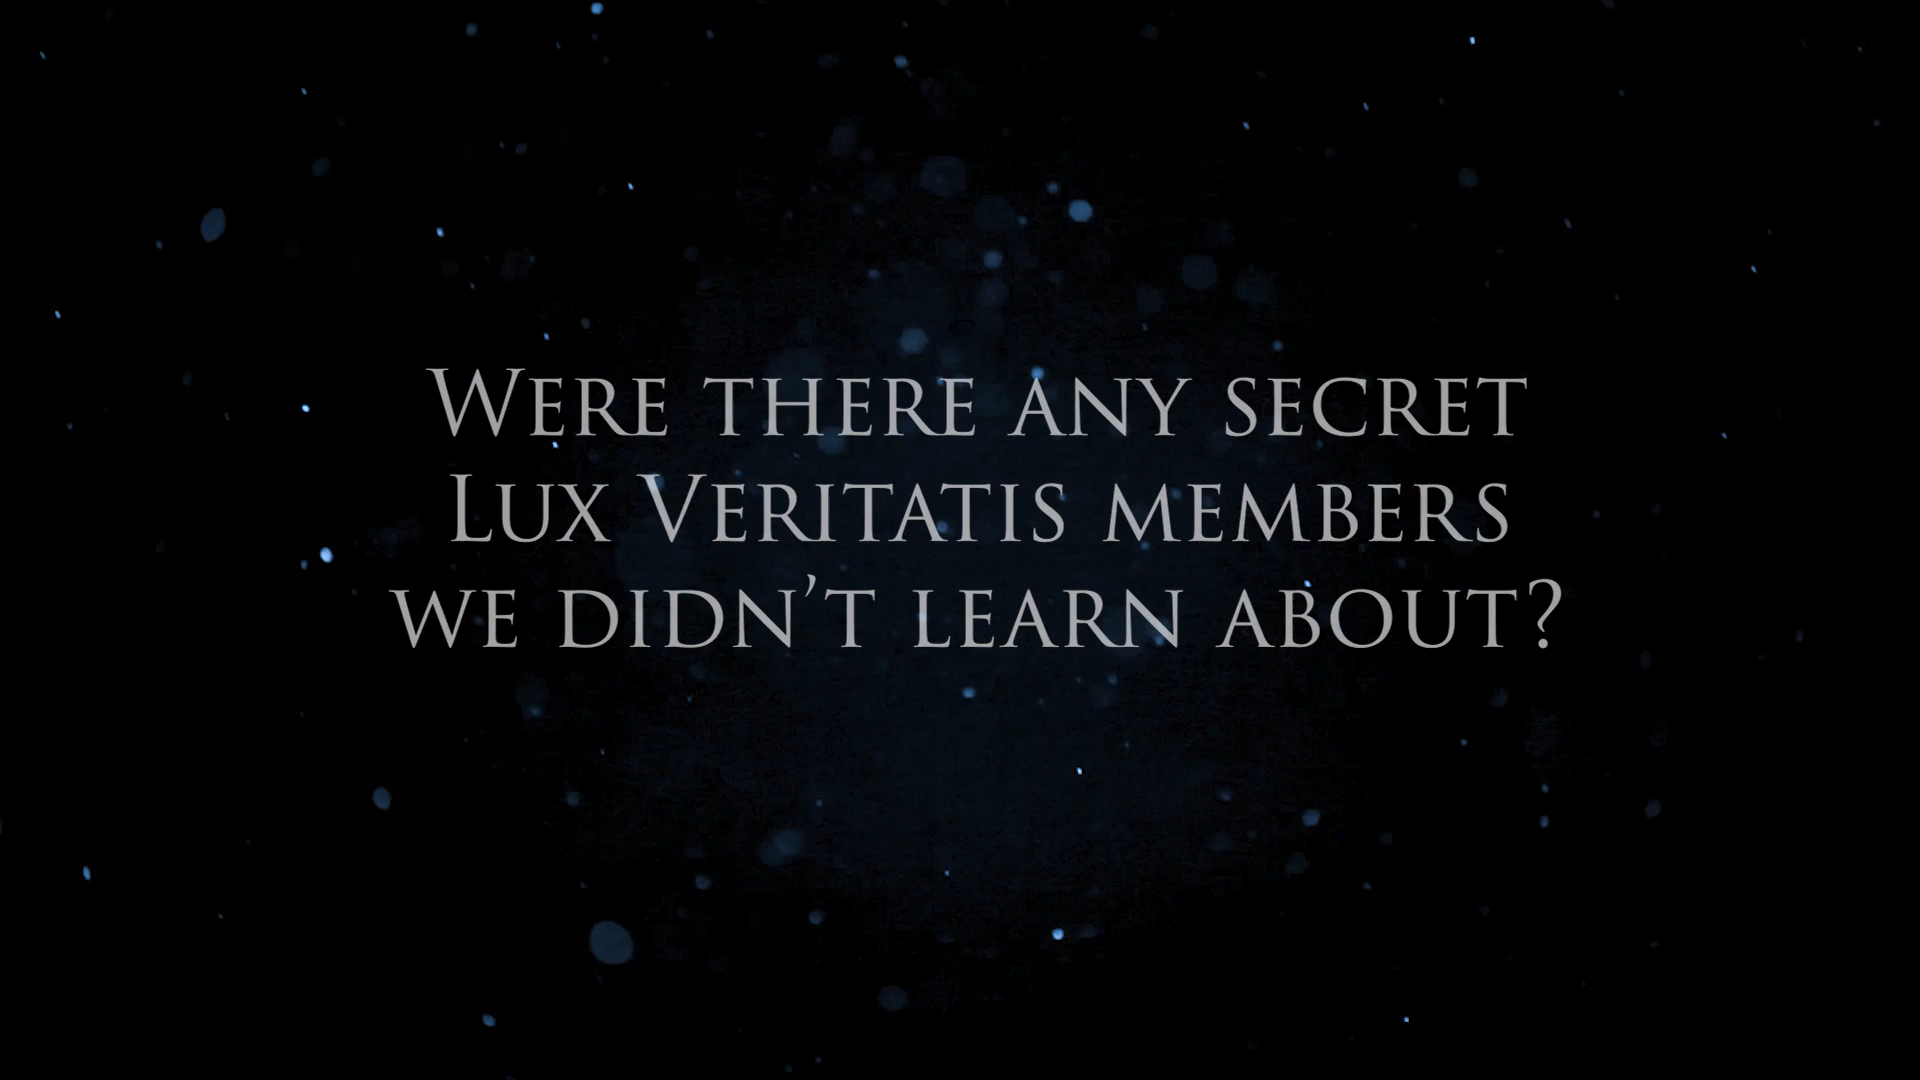 Were there any secret
Lux Veritatis members
we didn't learn about?